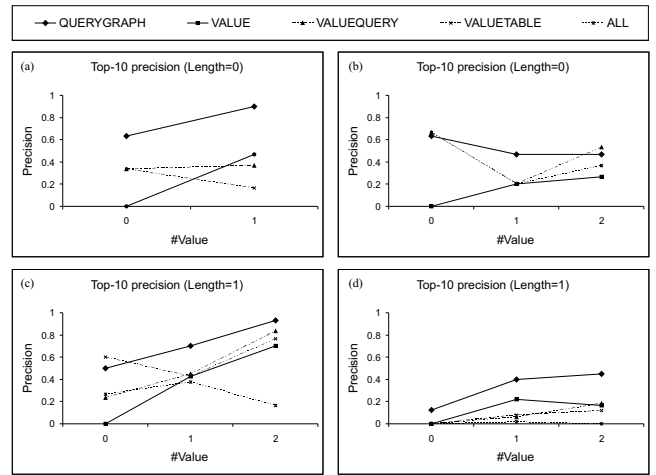 QUERYGRAPH VALUE VALUEQUERY VALUETABLE ALL
(a) Top-10 precision (Length=0)
1
0.8
0.6
0.4
0.2
0
Precision
0 1
#Value
(b) Top-10 precision (Length=0)
1
0.8
0.6
0.4
0.2
0
Precision
0 1 2
#Value
(c) Top-10 precision (Length=1)
1
0.8
0.6
0.4
0.2
0
Precision
0 1 2
#Value
(d) Top-10 precision (Length=1)
1
0.8
0.6
0.4
0.2
0
Precision
0 1 2
#Value